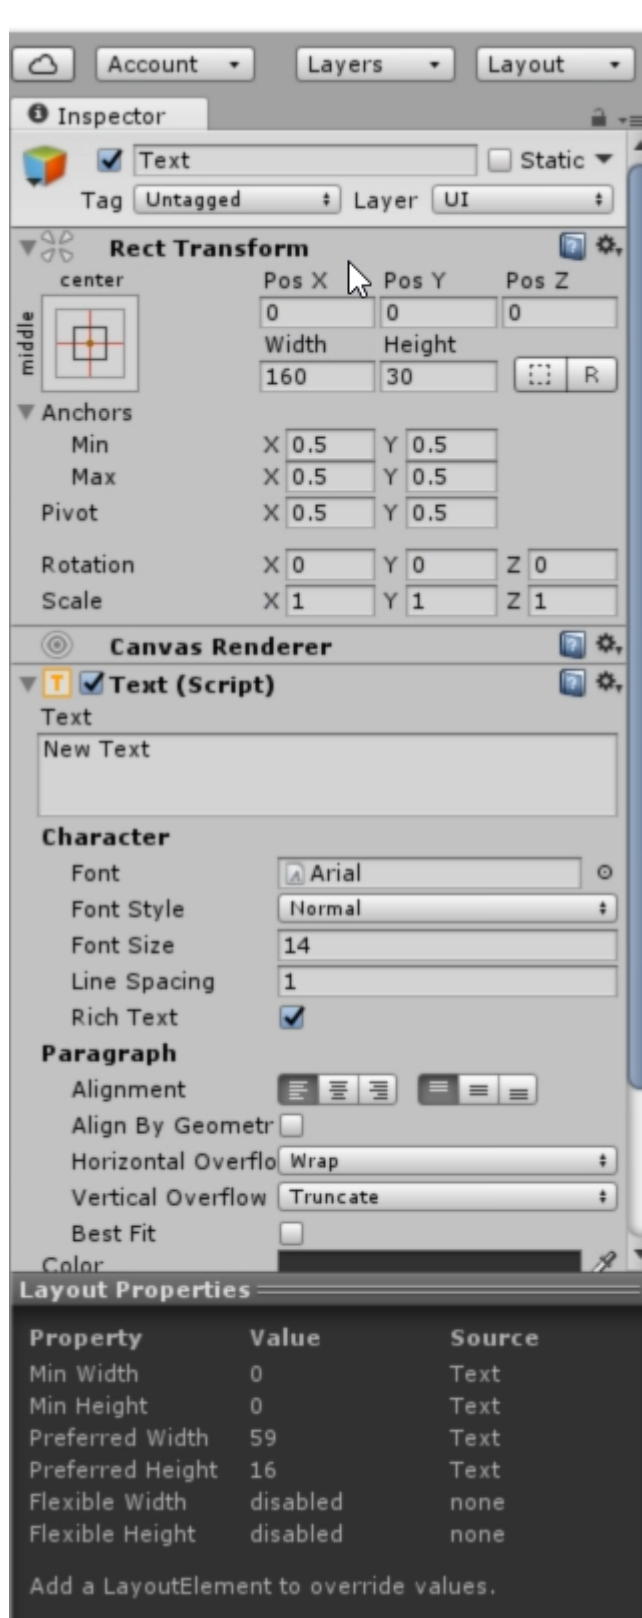 Account Layers Layout
Inspector
Text Static
Tag Untagged Layer UI
Rect Transform
center Pos X Pos Y Pos Z
middle 0 0 0
Width Height
160 30 R
Anchors
Min X 0.5 Y 0.5
Max X 0.5 Y 0.5
Pivot X 0.5 Y 0.5
Rotation X 0 Y 0 Z 0
Scale X 1 Y 1 Z 1
Canvas Renderer
T Text (Script)
Text
New Text
Character
Font Arial
Font Style Normal
Font Size 14
Line Spacing 1
Rich Text
Paragraph
Alignment
Align By Geometr
Horizontal Overflo Wrap
Vertical Overflow Truncate
Best Fit
Color
Layout Properties
Property Value Source
Min Width 0 Text
Min Height 0 Text
Preferred Width 59 Text
Preferred Height 16 Text
Flexible Width disabled none
Flexible Height disabled none
Add a LayoutElement to override values.